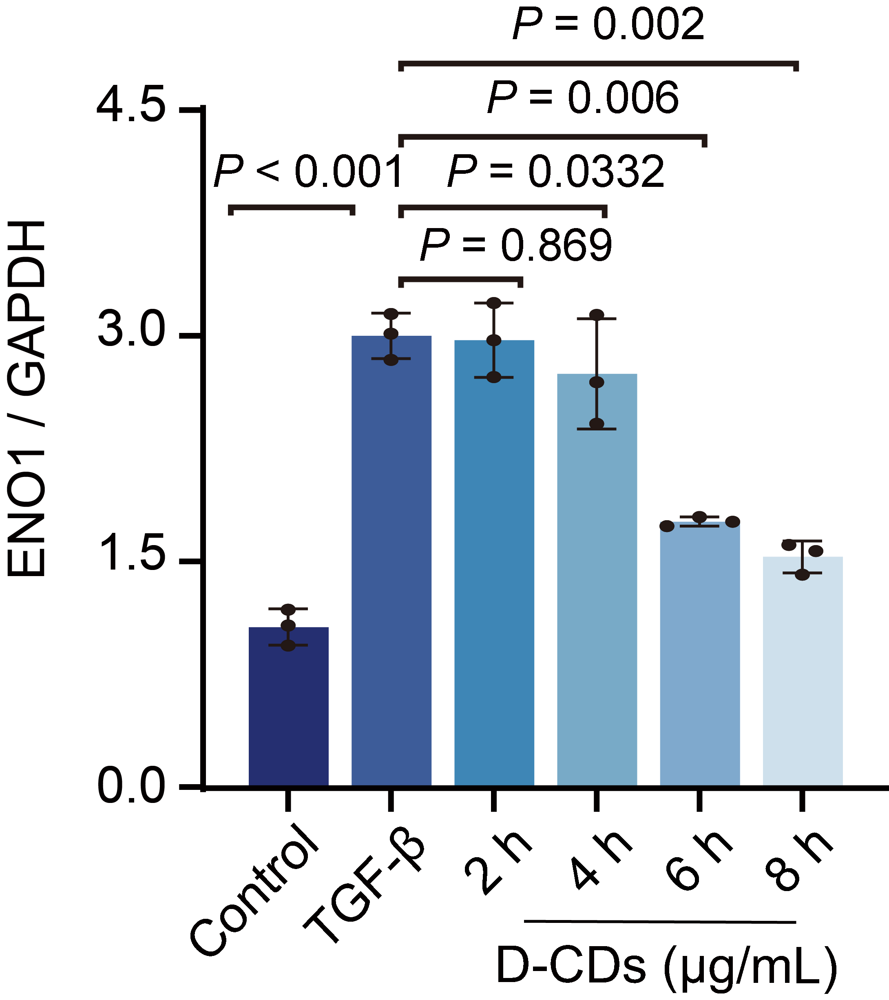 P = 0.002
P = 0.006
P < 0.001
P = 0.0332
P = 0.869
4.5
3.0
1.5
0.0
ENO1 / GAPDH
Control
TGF-β
2 h
4 h
6 h
8 h
D-CDs (μg/mL)